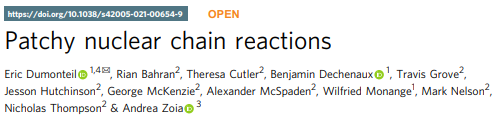 https://doi.org/10.1038/s42005-021-00654-9 OPEN
Patchy nuclear chain reactions
Eric Dumonteil 1,4✉, Rian Bahran2, Theresa Cutler2, Benjamin Dechenaux 1, Travis Grove2,
Jesson Hutchinson2, George McKenzie2, Alexander McSpaden2, Wilfried Monange1, Mark Nelson2,
Nicholas Thompson2 & Andrea Zoia 3